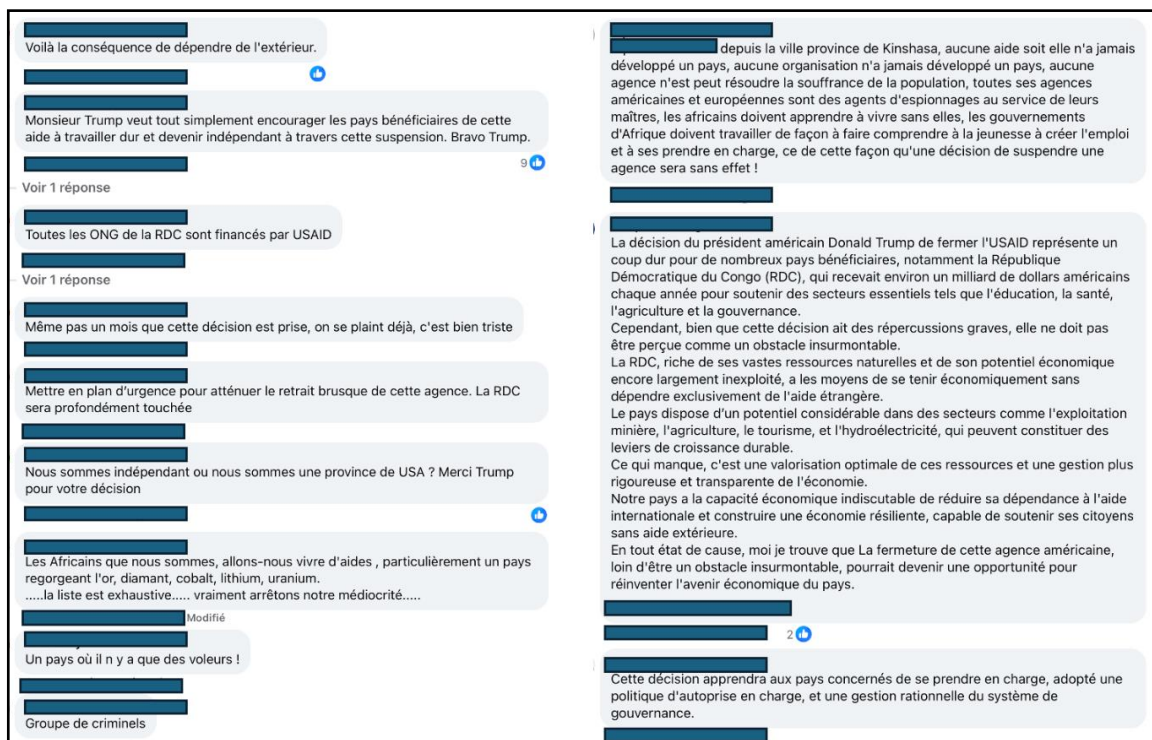 Voilà la conséquence de dépendre de l'extérieur.
Monsieur Trump veut tout simplement encourager les pays bénéficiaires de cette
aide à travailler dur et devenir indépendant à travers cette suspension. Bravo Trump.
9
Voir 1 réponse
Toutes les ONG de la RDC sont financés par USAID
Voir 1 réponse
Même pas un mois que cette décision est prise, on se plaint déjà, c'est bien triste
Mettre en plan d'urgence pour atténuer le retrait brusque de cette agence. La RDC
sera profondément touchée
Nous sommes indépendant ou nous sommes une province de USA ? Merci Trump
pour votre décision
Les Africains que nous sommes, allons-nous vivre d'aides , particulièrement un pays
regorgeant l'or, diamant, cobalt, lithium, uranium.
.....la liste est exhaustive..... vraiment arrêtons notre médiocrité.....
Modifié
Un pays où il n y a que des voleurs !
Groupe de criminels
depuis la ville province de Kinshasa, aucune aide soit elle n'a jamais
développé un pays, aucune organisation n'a jamais développé un pays, aucune
agence n'est peut résoudre la souffrance de la population, toutes ses agences
américaines et européennes sont des agents d'espionnages au service de leurs
maîtres, les africains doivent apprendre à vivre sans elles, les gouvernements
d'Afrique doivent travailler de façon à faire comprendre à la jeunesse à créer l'emploi
et à ses prendre en charge, ce de cette façon qu'une décision de suspendre une
agence sera sans effet !
La décision du président américain Donald Trump de fermer l'USAID représente un
coup dur pour de nombreux pays bénéficiaires, notamment la République
Démocratique du Congo (RDC), qui recevait environ un milliard de dollars américains
chaque année pour soutenir des secteurs essentiels tels que l'éducation, la santé,
l'agriculture et la gouvernance.
Cependant, bien que cette décision ait des répercussions graves, elle ne doit pas
être perçue comme un obstacle insurmontable.
La RDC, riche de ses vastes ressources naturelles et de son potentiel économique
encore largement inexploité, a les moyens de se tenir économiquement sans
dépendre exclusivement de l'aide étrangère.
Le pays dispose d'un potentiel considérable dans des secteurs comme l'exploitation
minière, l'agriculture, le tourisme, et l'hydroélectricité, qui peuvent constituer des
leviers de croissance durable.
Ce qui manque, c'est une valorisation optimale de ces ressources et une gestion plus
rigoureuse et transparente de l'économie.
Notre pays a la capacité économique indiscutable de réduire sa dépendance à l'aide
internationale et construire une économie résiliente, capable de soutenir ses citoyens
sans aide extérieure.
En tout état de cause, moi je trouve que La fermeture de cette agence américaine,
loin d'être un obstacle insurmontable, pourrait devenir une opportunité pour
réinventer l'avenir économique du pays.
2
Cette décision apprendra aux pays concernés de se prendre en charge, adopté une
politique d'autoprise en charge, et une gestion rationnelle du système de
gouvernance.